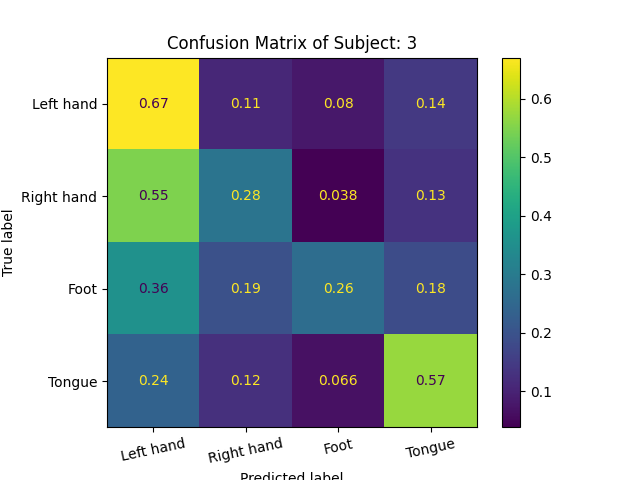 Confusion Matrix of Subject: 3
True label
Left hand 0.67 0.11 0.08 0.14
Right hand 0.55 0.28 0.038 0.13
Foot 0.36 0.19 0.26 0.18
Tongue 0.24 0.12 0.066 0.57
Left hand Right hand Foot Tongue
Predicted label
0.6
0.5
0.4
0.3
0.2
0.1